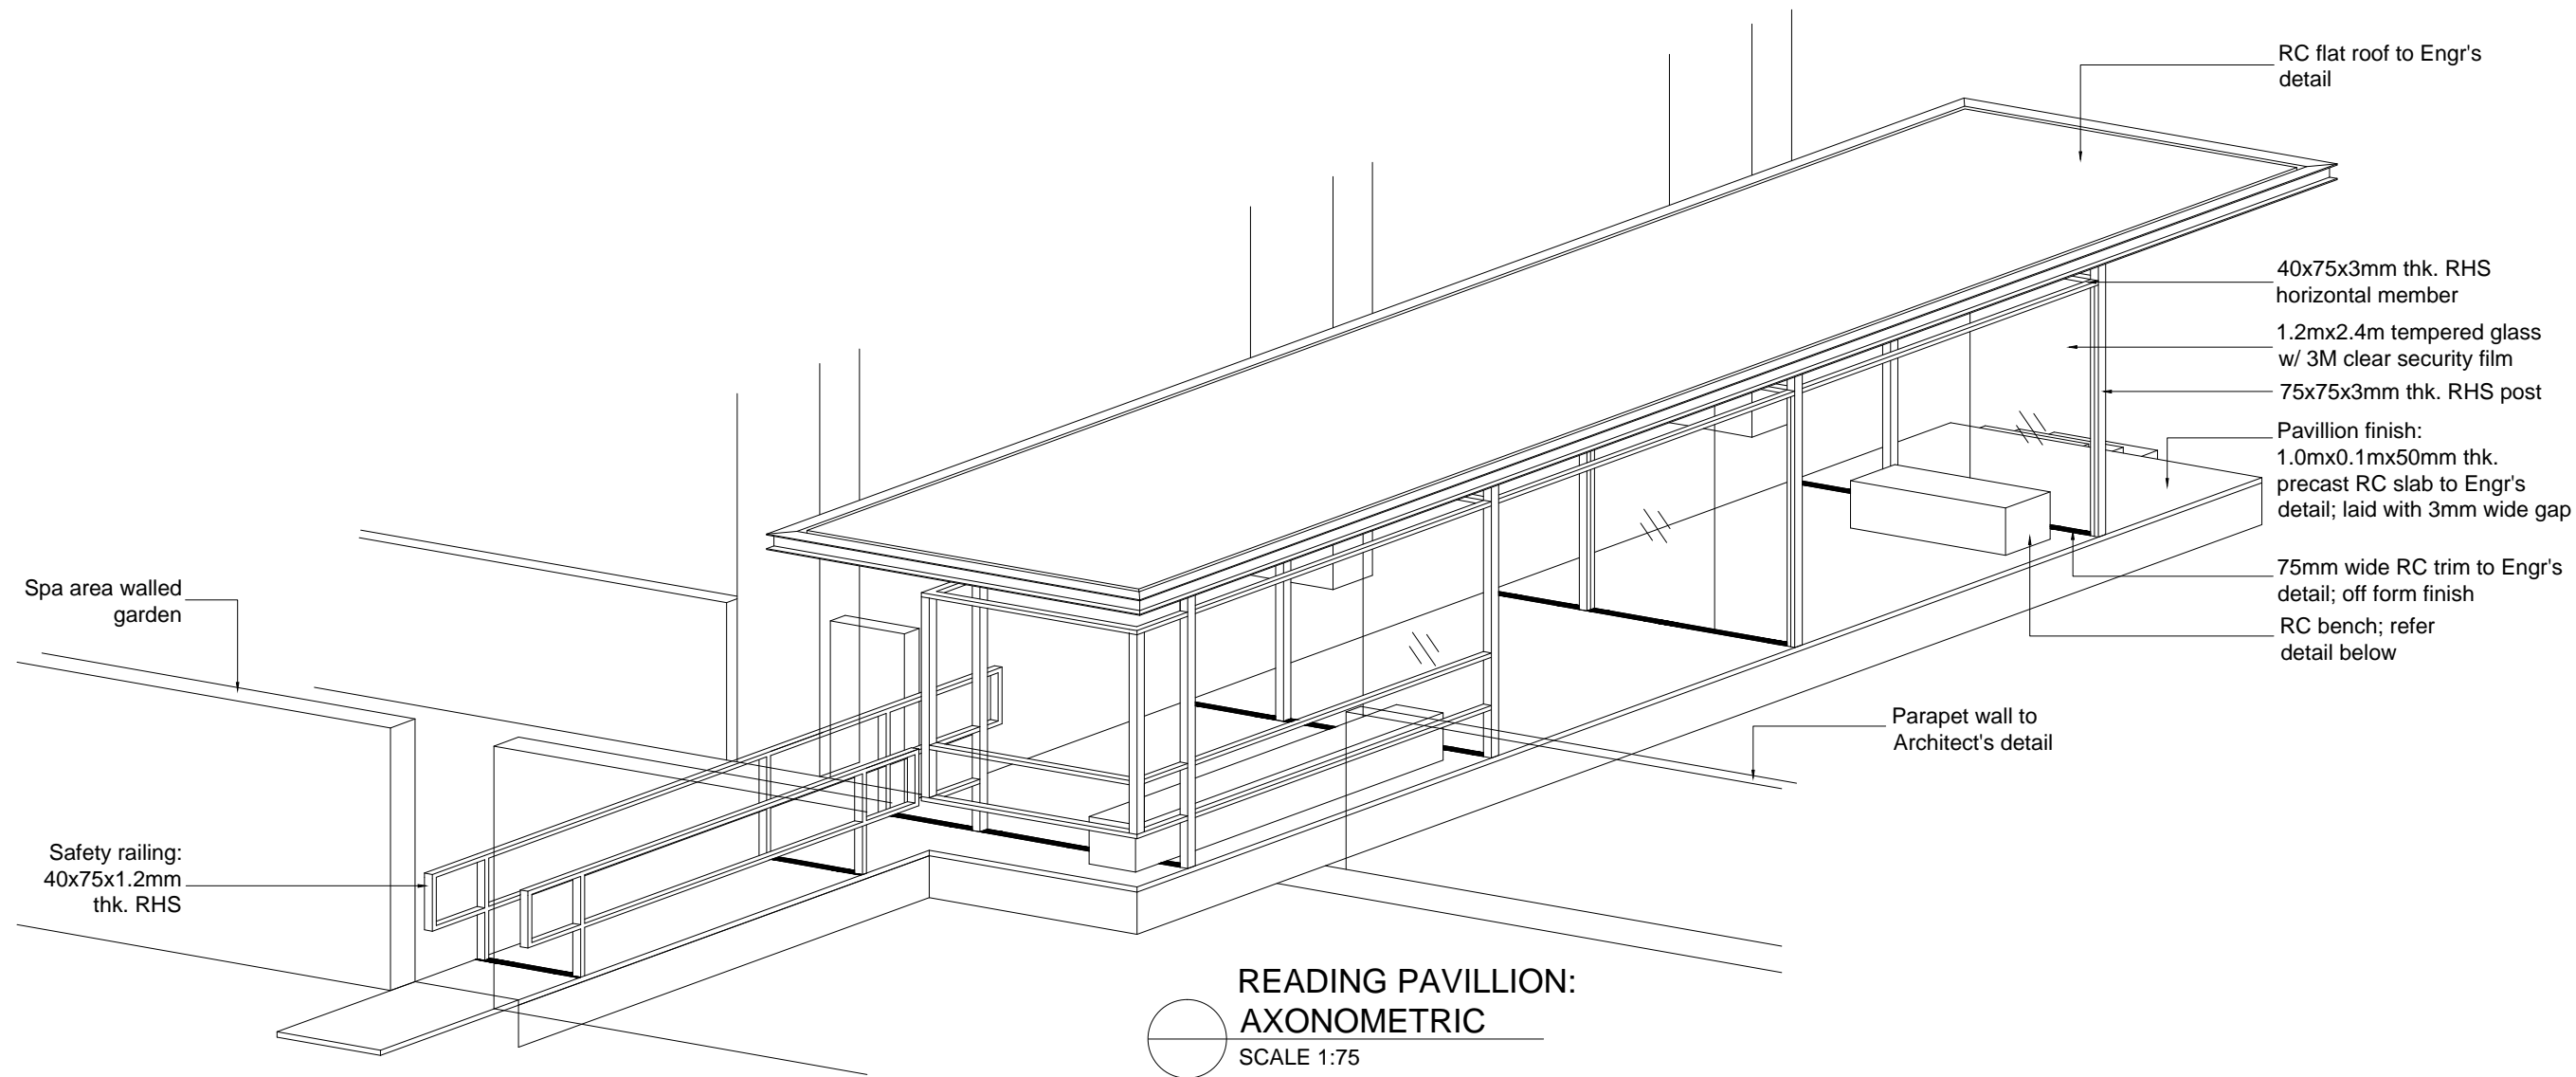 RC flat roof to Engr's
detail
40x75x3mm thk. RHS
horizontal member
1.2mx2.4m tempered glass
w/ 3M clear security film
75x75x3mm thk. RHS post
Pavillion finish:
1.0mx0.1mx50mm thk.
precast RC slab to Engr's
detail; laid with 3mm wide gap
75mm wide RC trim to Engr's
detail; off form finish
RC bench; refer
detail below
Spa area walled
garden
Parapet wall to
Architect's detail
Safety railing:
40x75x1.2mm
thk. RHS
READING PAVILLION:
AXONOMETRIC
SCALE 1:75